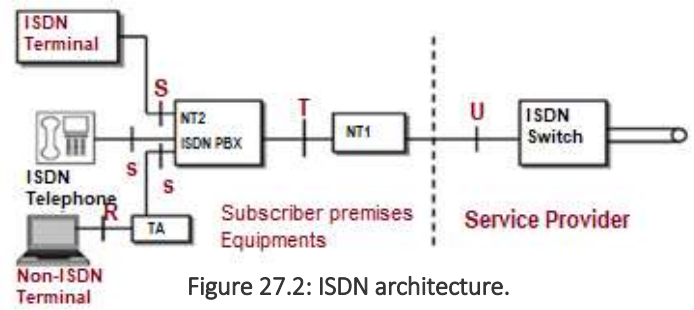 ISDN
Terminal
S
NT2
ISDN PBX
T
NT1
U
ISDN
Switch
ISDN
Telephone
S
S
R
TA
Non-ISDN
Terminal
Subscriber premises
Equipments
Service Provider
Figure 27.2: ISDN architecture.